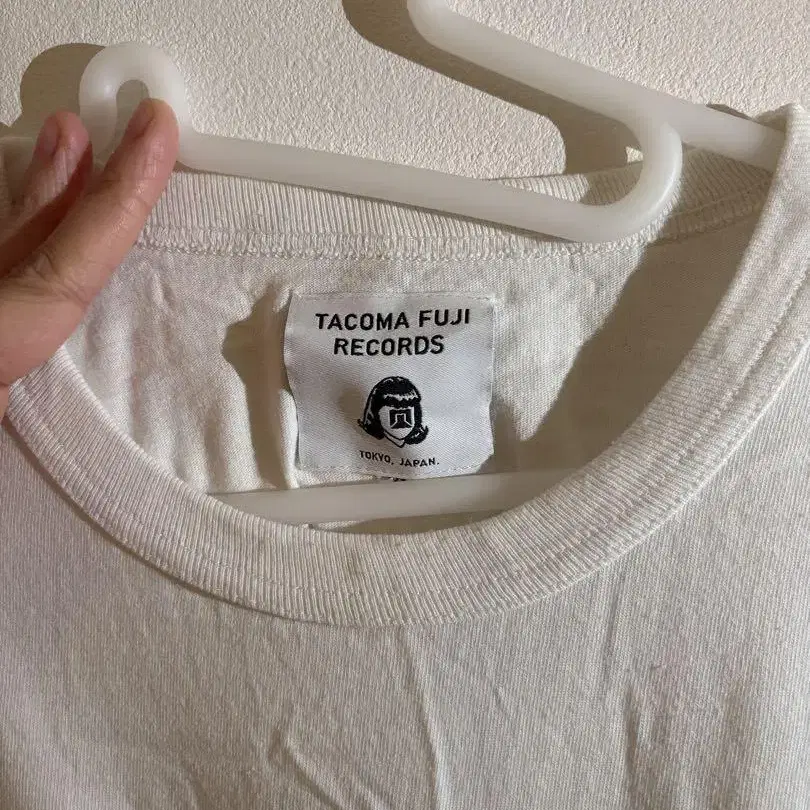 TACOMA FUJI
RECORDS
TOKYO, JAPAN.